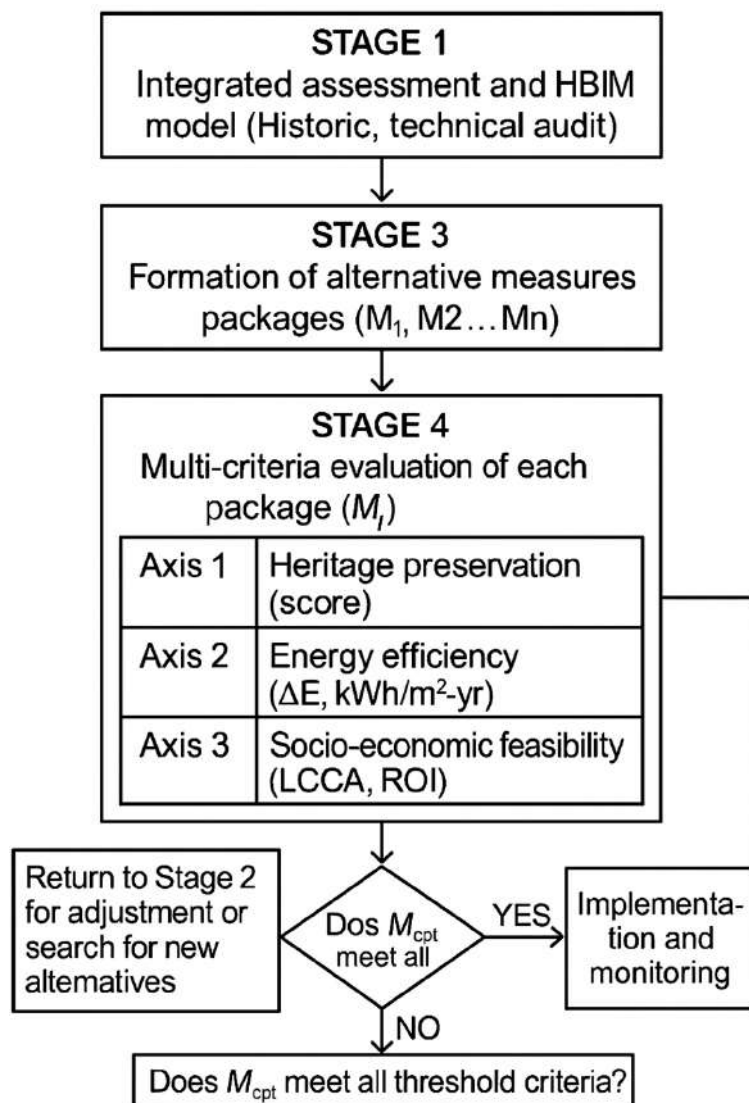 STAGE 1
Integrated assessment and HBIM
model (Historic, technical audit)
STAGE 3
Formation of alternative measures
packages (M₁, M2…Mn)
STAGE 4
Multi-criteria evaluation of each
package (Mᵢ)
Axis 1
Heritage preservation
(score)
Axis 2
Energy efficiency
(ΔE, kWh/m²-yr)
Axis 3
Socio-economic feasibility
(LCCA, ROI)
Return to Stage 2
for adjustment or
search for new
altematives
Dos Mcpt
meet all
YES
Implementa-
tion and
monitoring
NO
Does Mcpt meet all threshold criteria?